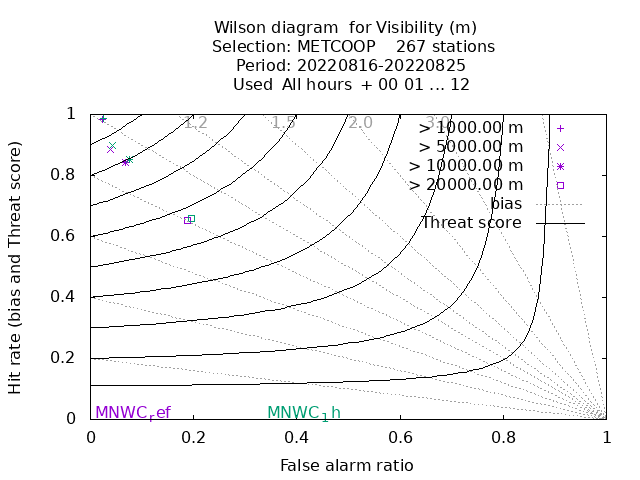 Wilson diagram  for Visibility (m)
Selection: METCOOP    267 stations
Period: 20220816-20220825
Used  All hours  + 00 01 ... 12
Hit rate (bias and Threat score)
1
0.8
0.6
0.4
0.2
0
1.2
1.5
2.0
3.0
> 1000.00 m
> 5000.00 m
> 10000.00 m
> 20000.00 m
bias
Threat score
MNWC_ref
MNWC_1h
0
0.2
0.4
0.6
0.8
1
False alarm ratio